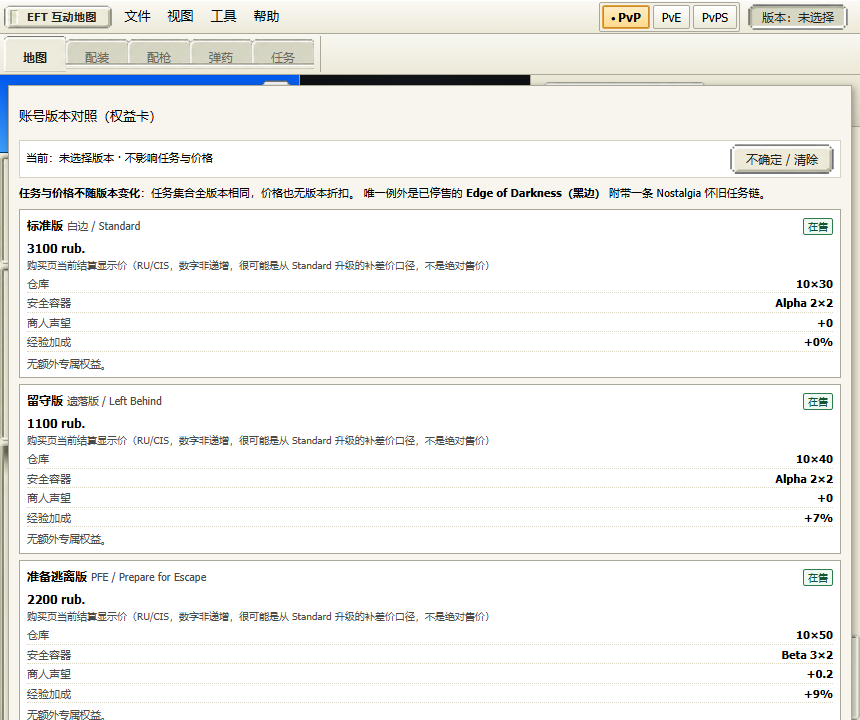 EFT 互动地图 文件 视图 工具 帮助 • PvP PvE PvPS 版本：未选择
地图 配装 配枪 弹药 任务
账号版本对照（权益卡）
当前：未选择版本 · 不影响任务与价格 不确定 / 清除
任务与价格不随版本变化：任务集合全版本相同，价格也无版本折扣。 唯一例外是已停售的 Edge of Darkness（黑边） 附带一条 Nostalgia 怀旧任务链。
标准版 白边 / Standard 在售
3100 rub.
购买页当前结算显示价（RU/CIS，数字非递增，很可能是从 Standard 升级的补差价口径，不是绝对售价）
仓库 10×30
安全容器 Alpha 2×2
商人声望 +0
经验加成 +0%
无额外专属权益。
留守版 遗落版 / Left Behind 在售
1100 rub.
购买页当前结算显示价（RU/CIS，数字非递增，很可能是从 Standard 升级的补差价口径，不是绝对售价）
仓库 10×40
安全容器 Alpha 2×2
商人声望 +0
经验加成 +7%
无额外专属权益。
准备逃离版 PFE / Prepare for Escape 在售
2200 rub.
购买页当前结算显示价（RU/CIS，数字非递增，很可能是从 Standard 升级的补差价口径，不是绝对售价）
仓库 10×50
安全容器 Beta 3×2
商人声望 +0.2
经验加成 +9%
无额外专属权益。